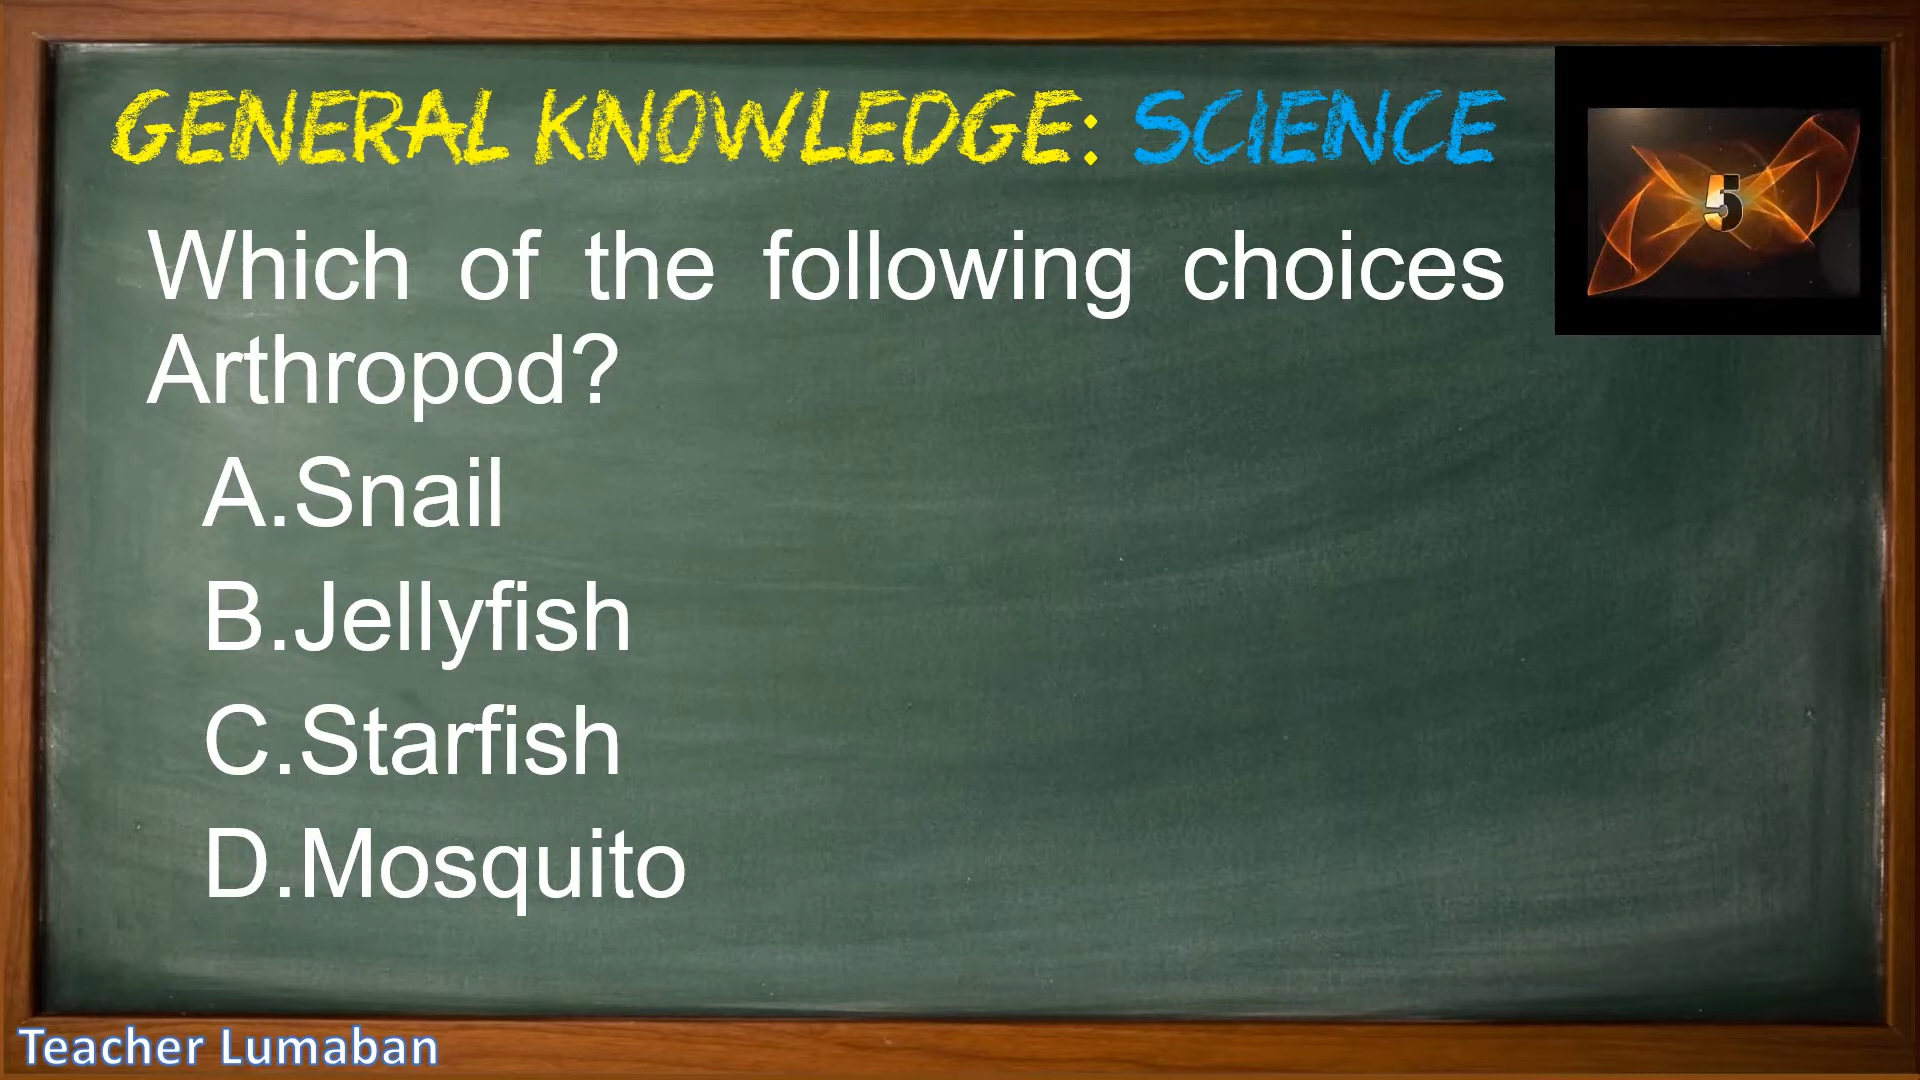 GENERAL KNOWLEDGE: SCIENCE
5
Which of the following choices
Arthropod?
A.Snail
B.Jellyfish
C.Starfish
D.Mosquito
Teacher Lumaban